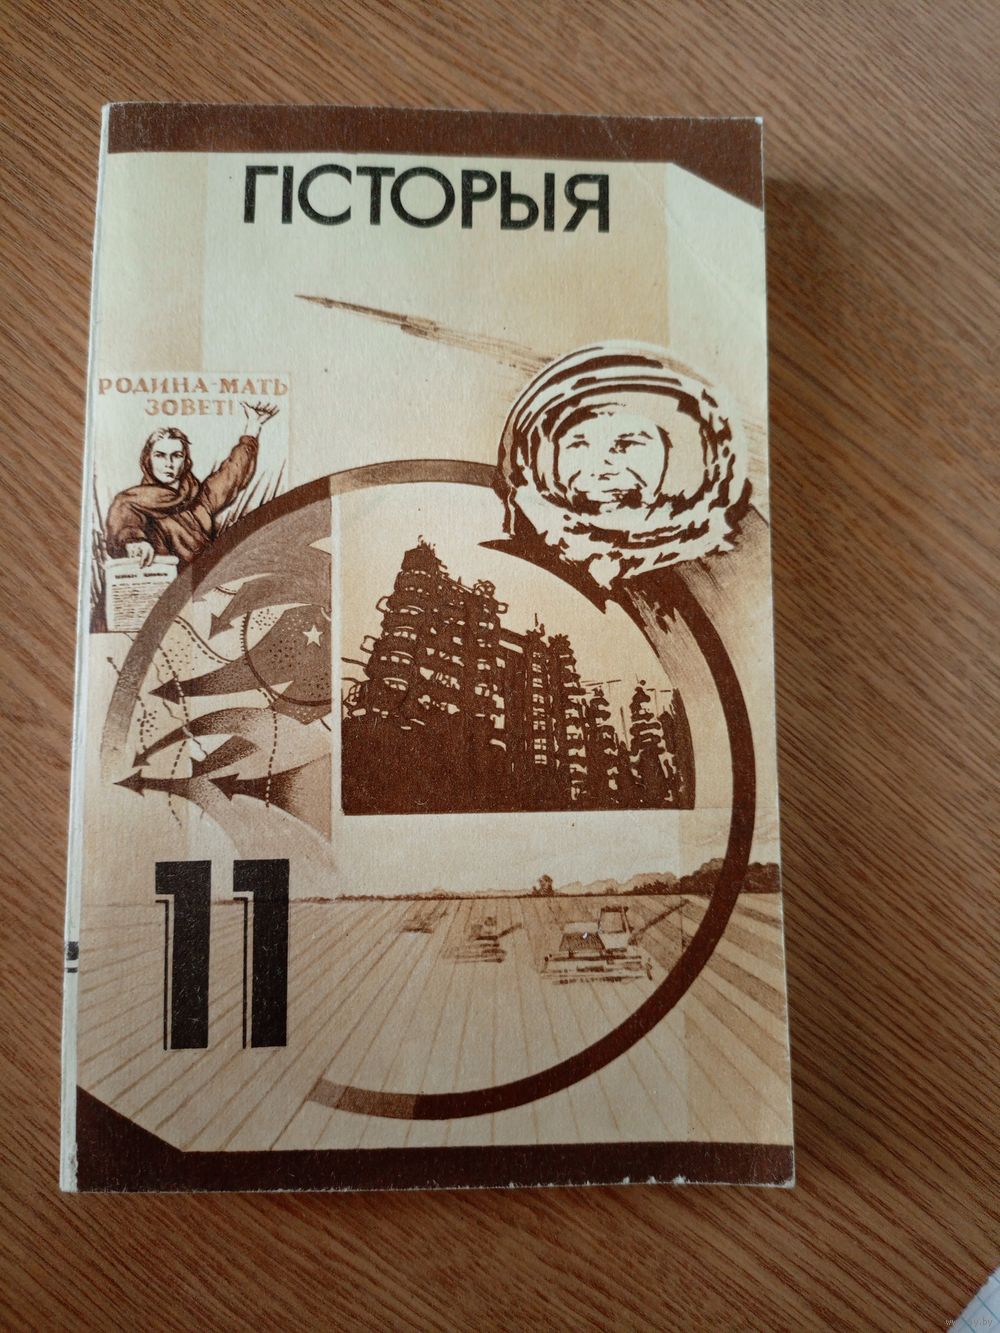 ГІСТОРЫЯ
РОДИНА-МАТЬ
ЗОВЕТ!
11